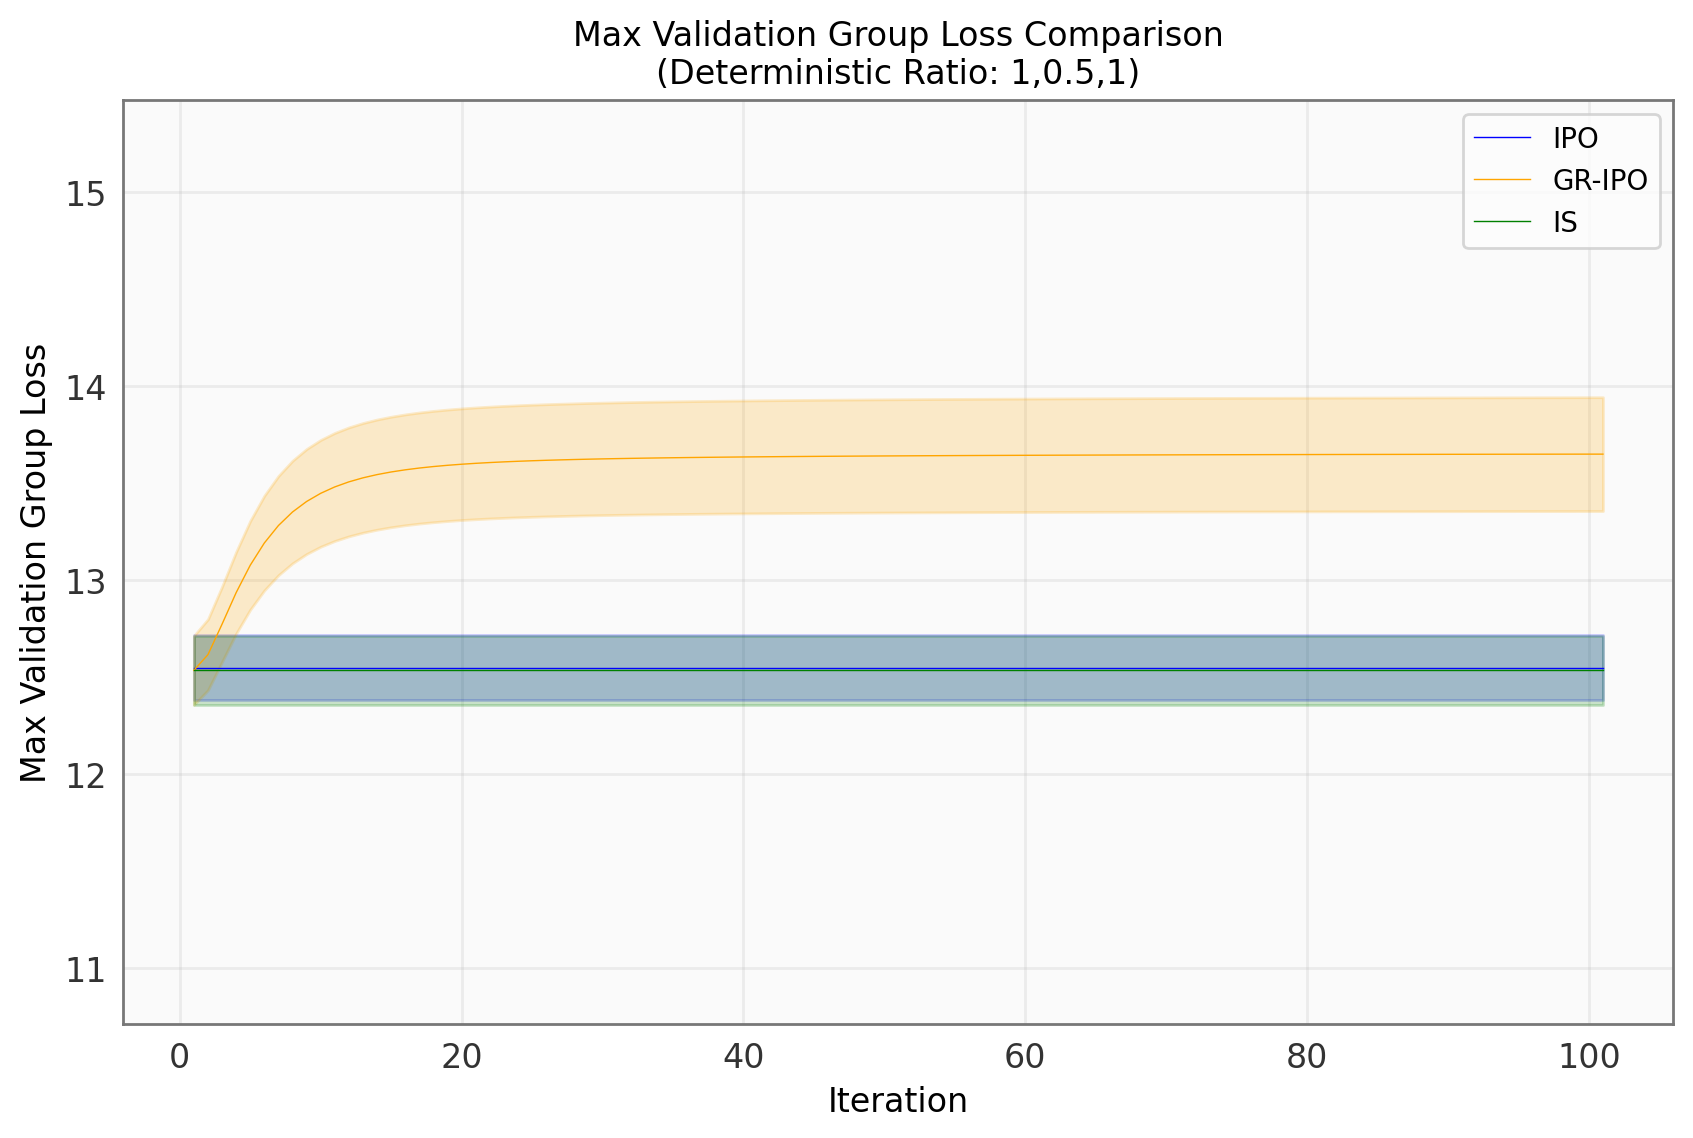 Max Validation Group Loss Comparison
(Deterministic Ratio: 1,0.5,1)
IPO
GR-IPO
IS
Max Validation Group Loss
15
14
13
12
11
0
20
40
60
80
100
Iteration